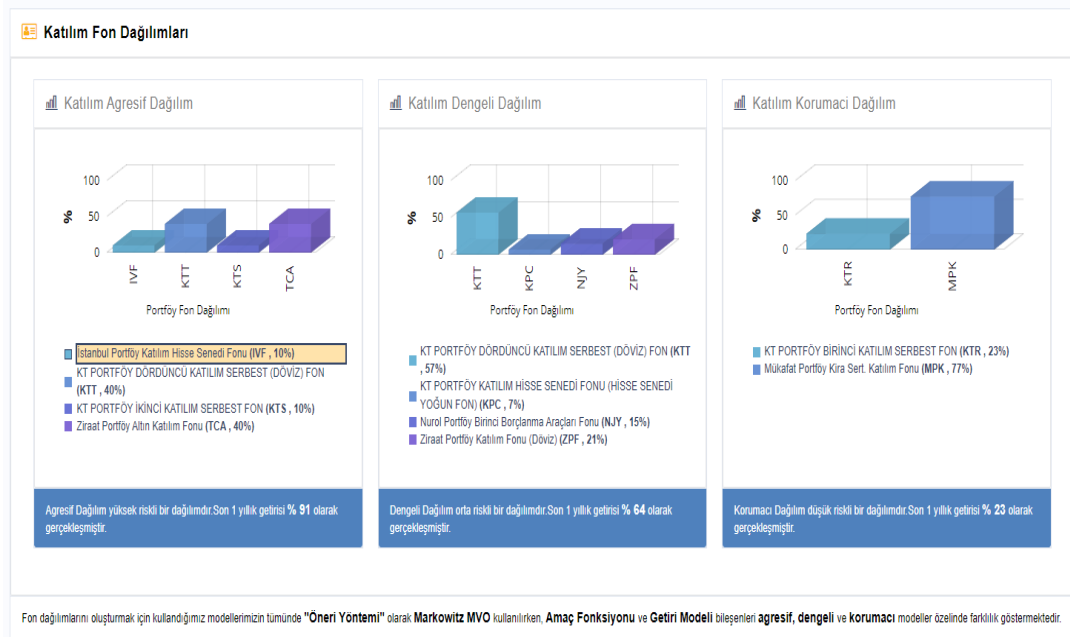 Katılım Fon Dağılımları
Katılım Agresif Dağılım
100
50
0
%
IVF
KTT
KTS
TCA
Portföy Fon Dağılımı
İstanbul Portföy Katılım Hisse Senedi Fonu (IVF , 10%)
KT PORTFÖY DÖRDÜNCÜ KATILIM SERBEST (DÖVİZ) FON
(KTT , 40%)
KT PORTFÖY İKİNCİ KATILIM SERBEST FON (KTS , 10%)
Ziraat Portföy Altın Katılım Fonu (TCA , 40%)
Agresif Dağılım yüksek riskli bir dağılımdır.Son 1 yıllık getirisi % 91 olarak
gerçekleşmiştir.
Katılım Dengeli Dağılım
100
50
0
%
KTT
KPC
NJY
ZPF
Portföy Fon Dağılımı
KT PORTFÖY DÖRDÜNCÜ KATILIM SERBEST (DÖVİZ) FON (KTT
, 57%)
KT PORTFÖY KATILIM HİSSE SENEDİ FONU (HİSSE SENEDİ
YOĞUN FON) (KPC , 7%)
Nurol Portföy Birinci Borçlanma Araçları Fonu (NJY , 15%)
Ziraat Portföy Katılım Fonu (Döviz) (ZPF , 21%)
Dengeli Dağılım orta riskli bir dağılımdır.Son 1 yıllık getirisi % 64 olarak
gerçekleşmiştir.
Katılım Korumaci Dağılım
100
50
0
%
KTR
MPK
Portföy Fon Dağılımı
KT PORTFÖY BİRİNCİ KATILIM SERBEST FON (KTR , 23%)
Mükafat Portföy Kira Sert. Katılım Fonu (MPK , 77%)
Korumacı Dağılım düşük riskli bir dağılımdır.Son 1 yıllık getirisi % 23 olarak
gerçekleşmiştir.
Fon dağılımlarını oluşturmak için kullandığımız modellerimizin tümünde "Öneri Yöntemi" olarak Markowitz MVO kullanılırken, Amaç Fonksiyonu ve Getiri Modeli bileşenleri agresif, dengeli ve korumacı modeller özelinde farklılık göstermektedir.